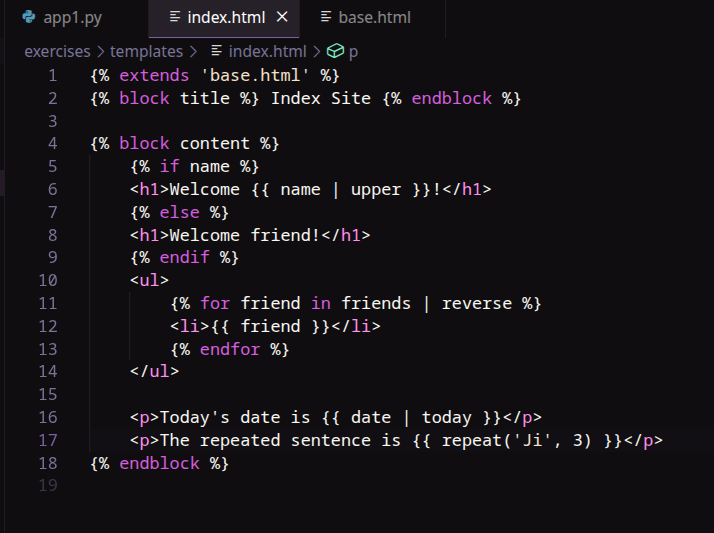 app1.py index.html × base.html
exercises > templates > index.html > p
1 {% extends 'base.html' %}
2 {% block title %} Index Site {% endblock %}
3
4 {% block content %}
5     {% if name %}
6     <h1>Welcome {{ name | upper }}!</h1>
7     {% else %}
8     <h1>Welcome friend!</h1>
9     {% endif %}
10     <ul>
11         {% for friend in friends | reverse %}
12         <li>{{ friend }}</li>
13         {% endfor %}
14     </ul>
15
16     <p>Today's date is {{ date | today }}</p>
17     <p>The repeated sentence is {{ repeat('Ji', 3) }}</p>
18 {% endblock %}
19